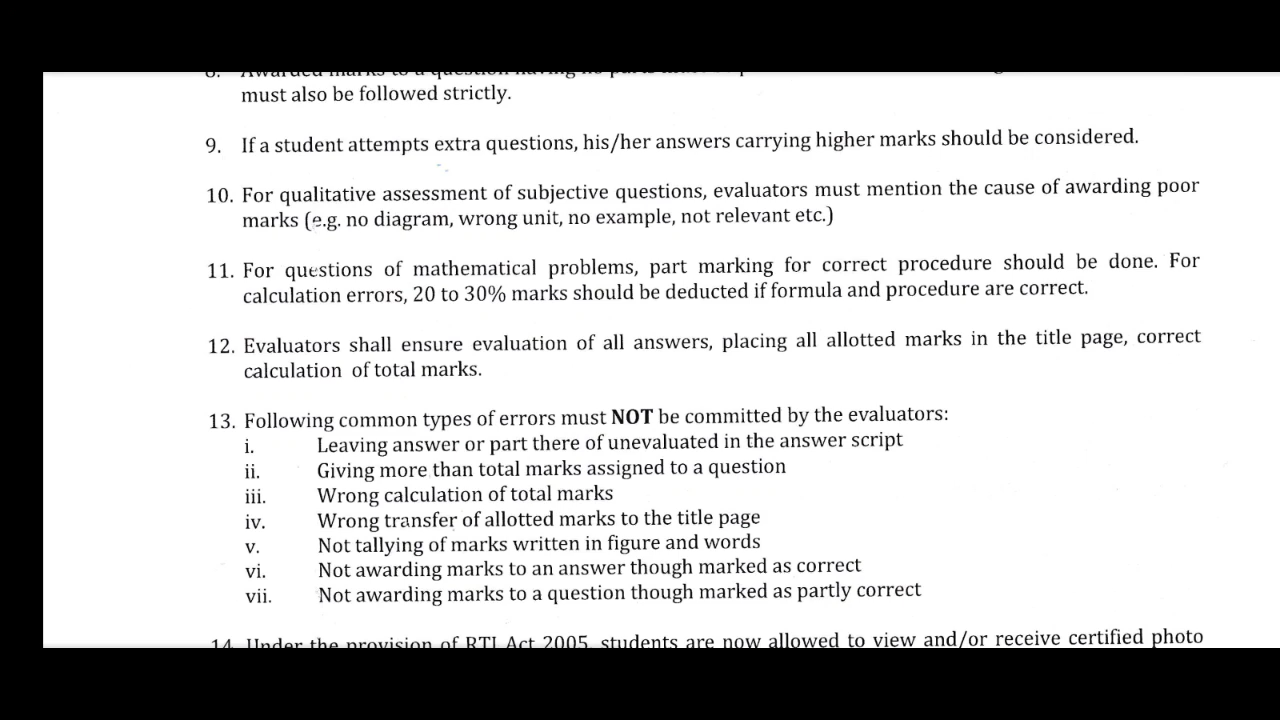 8. Awarded marks to a question having no parts must
must also be followed strictly.
9. If a student attempts extra questions, his/her answers carrying higher marks should be considered.
10. For qualitative assessment of subjective questions, evaluators must mention the cause of awarding poor
marks (e.g. no diagram, wrong unit, no example, not relevant etc.)
11. For questions of mathematical problems, part marking for correct procedure should be done. For
calculation errors, 20 to 30% marks should be deducted if formula and procedure are correct.
12. Evaluators shall ensure evaluation of all answers, placing all allotted marks in the title page, correct
calculation of total marks.
13. Following common types of errors must NOT be committed by the evaluators:
i. Leaving answer or part there of unevaluated in the answer script
ii. Giving more than total marks assigned to a question
iii. Wrong calculation of total marks
iv. Wrong transfer of allotted marks to the title page
v. Not tallying of marks written in figure and words
vi. Not awarding marks to an answer though marked as correct
vii. Not awarding marks to a question though marked as partly correct
14. Under the provision of RTI Act 2005, students are now allowed to view and/or receive certified photo